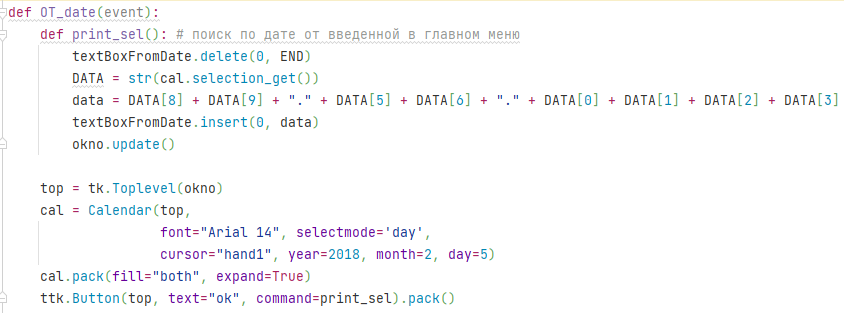 def OT_date(event):
    def print_sel(): # поиск по дате от введенной в главном меню
        textBoxFromDate.delete(0, END)
        DATA = str(cal.selection_get())
        data = DATA[8] + DATA[9] + "." + DATA[5] + DATA[6] + "." + DATA[0] + DATA[1] + DATA[2] + DATA[3]
        textBoxFromDate.insert(0, data)
        okno.update()

    top = tk.Toplevel(okno)
    cal = Calendar(top,
                   font="Arial 14", selectmode='day',
                   cursor="hand1", year=2018, month=2, day=5)
    cal.pack(fill="both", expand=True)
    ttk.Button(top, text="ok", command=print_sel).pack()